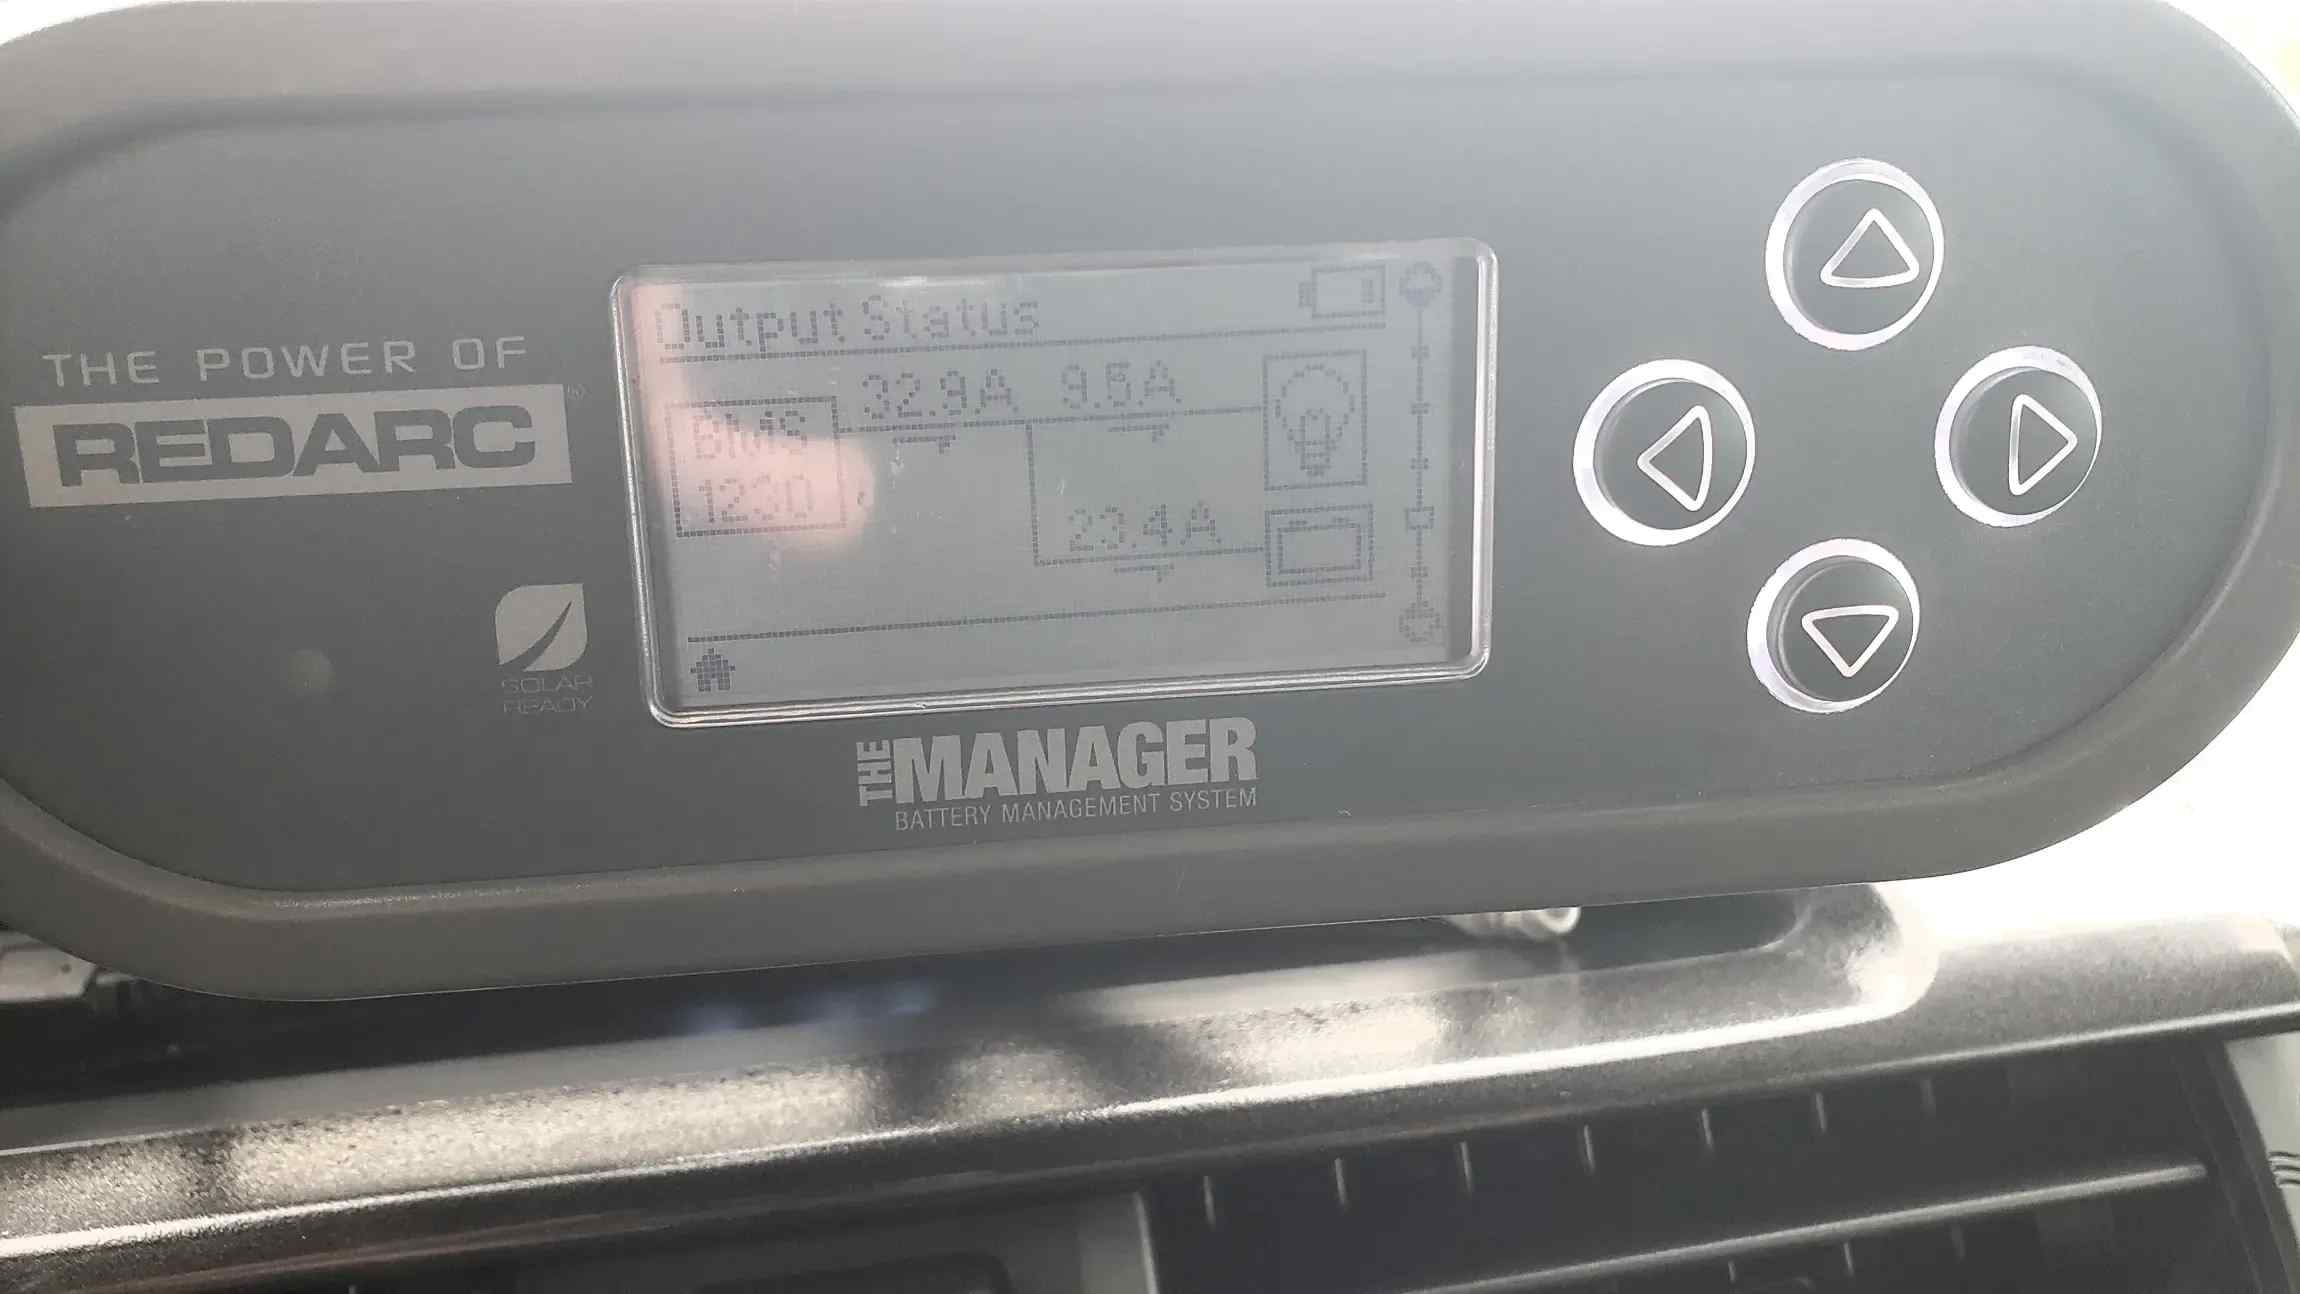 Output Status
32.9A 9.5A
BMS
1230
23.4A
THE POWER OF
REDARC
®
SOLAR
READY
THE MANAGER
BATTERY MANAGEMENT SYSTEM